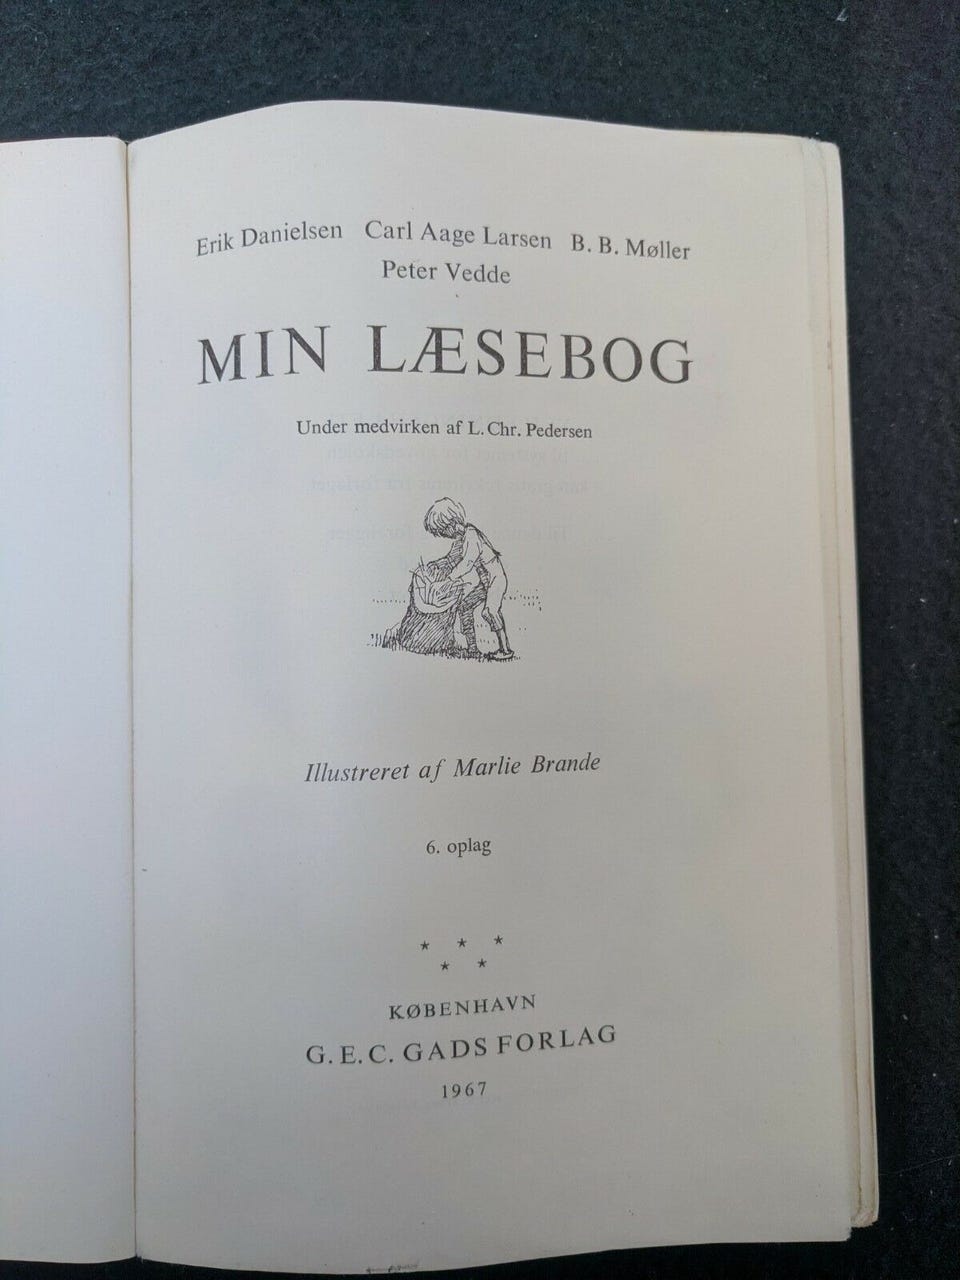 Erik Danielsen Carl Aage Larsen B. B. Møller
Peter Vedde
MIN LÆSEBOG
Under medvirken af L. Chr. Pedersen
Illustreret af Marlie Brande
6. oplag
KØBENHAVN
G. E. C. GADS FORLAG
1967